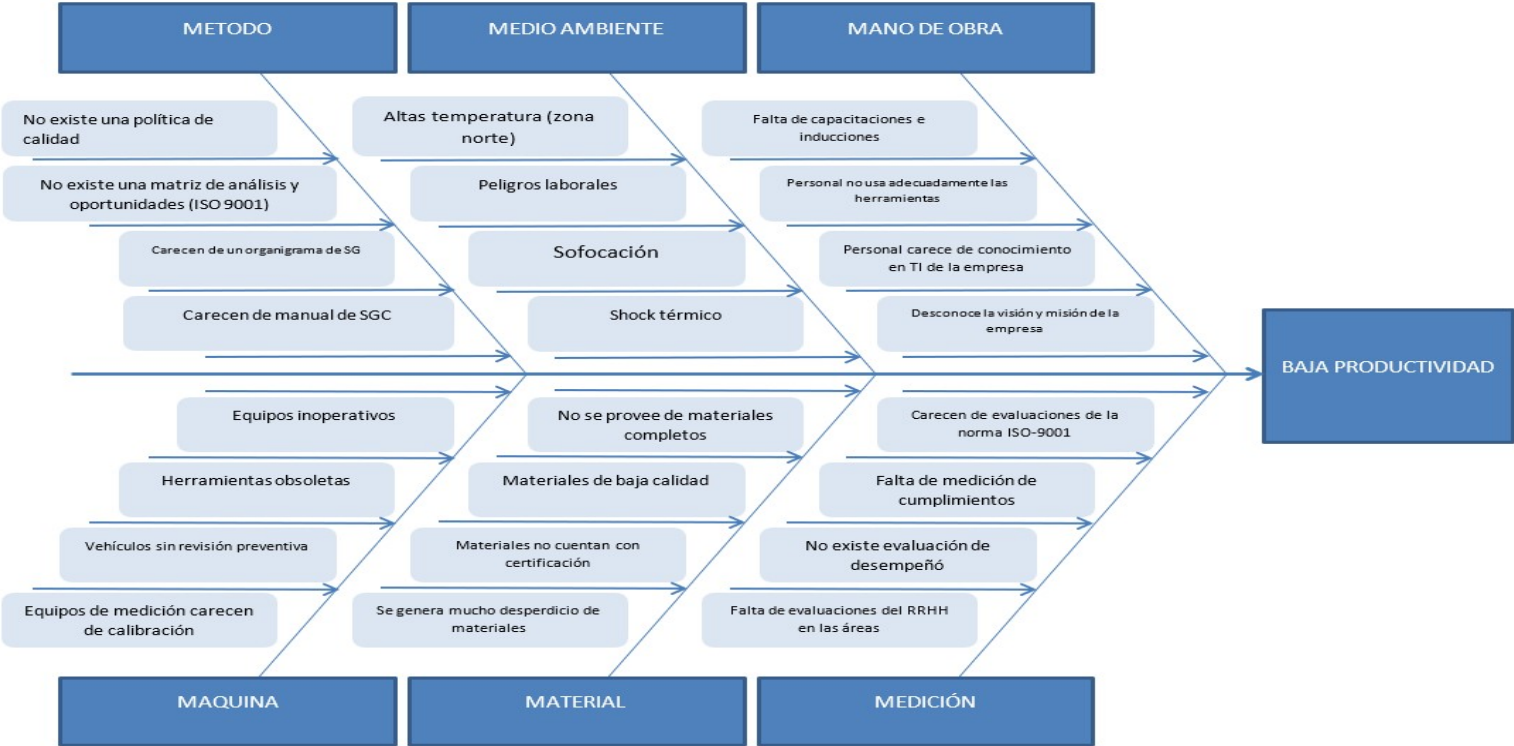 METODO
MEDIO AMBIENTE
MANO DE OBRA
No existe una política de
calidad
Altas temperatura (zona
norte)
Falta de capacitaciones e
inducciones
No existe una matriz de análisis y
oportunidades (ISO 9001)
Peligros laborales
Personal no usa adecuadamente las
herramientas
Carecen de un organigrama de SG
Sofocación
Personal carece de conocimiento
en TI de la empresa
Carecen de manual de SGC
Shock térmico
Desconoce la visión y misión de la
empresa
BAJA PRODUCTIVIDAD
Equipos inoperativos
No se provee de materiales
completos
Carecen de evaluaciones de la
norma ISO-9001
Herramientas obsoletas
Materiales de baja calidad
Falta de medición de
cumplimientos
Vehículos sin revisión preventiva
Materiales no cuentan con
certificación
No existe evaluación de
desempeñó
Equipos de medición carecen
de calibración
Se genera mucho desperdicio de
materiales
Falta de evaluaciones del RRHH
en las áreas
MAQUINA
MATERIAL
MEDICIÓN